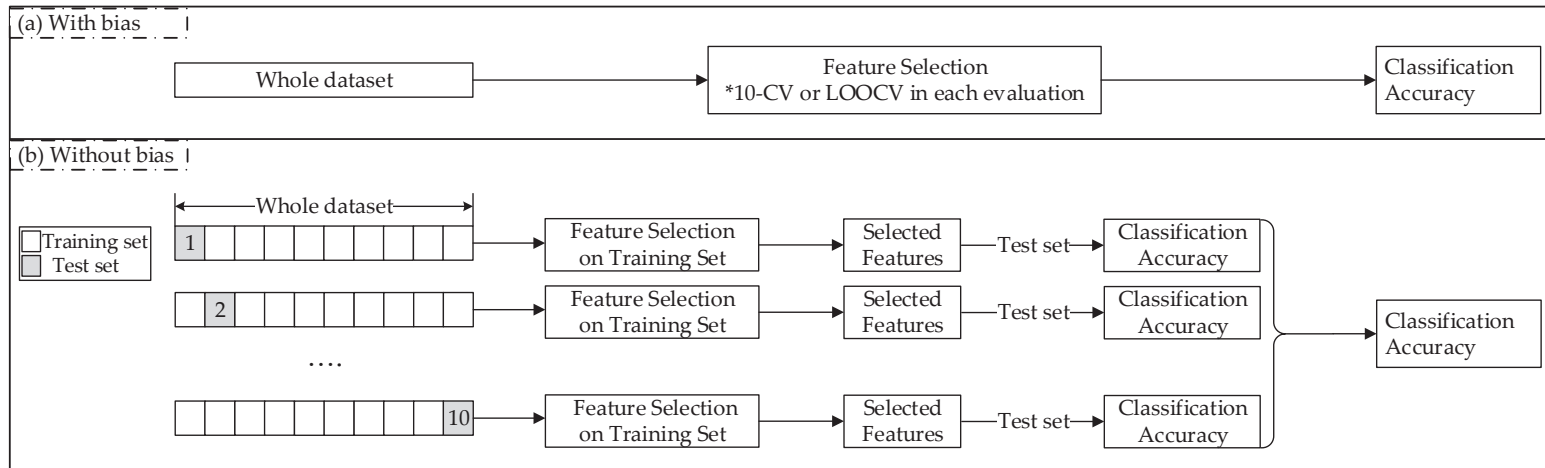 (a) With bias
Whole dataset
Feature Selection
*10-CV or LOOCV in each evaluation
Classification
Accuracy
(b) Without bias
Training set
Test set
Whole dataset
1
Feature Selection
on Training Set
Selected
Features
Test set
Classification
Accuracy
2
Feature Selection
on Training Set
Selected
Features
Test set
Classification
Accuracy
....
10
Feature Selection
on Training Set
Selected
Features
Test set
Classification
Accuracy
Classification
Accuracy